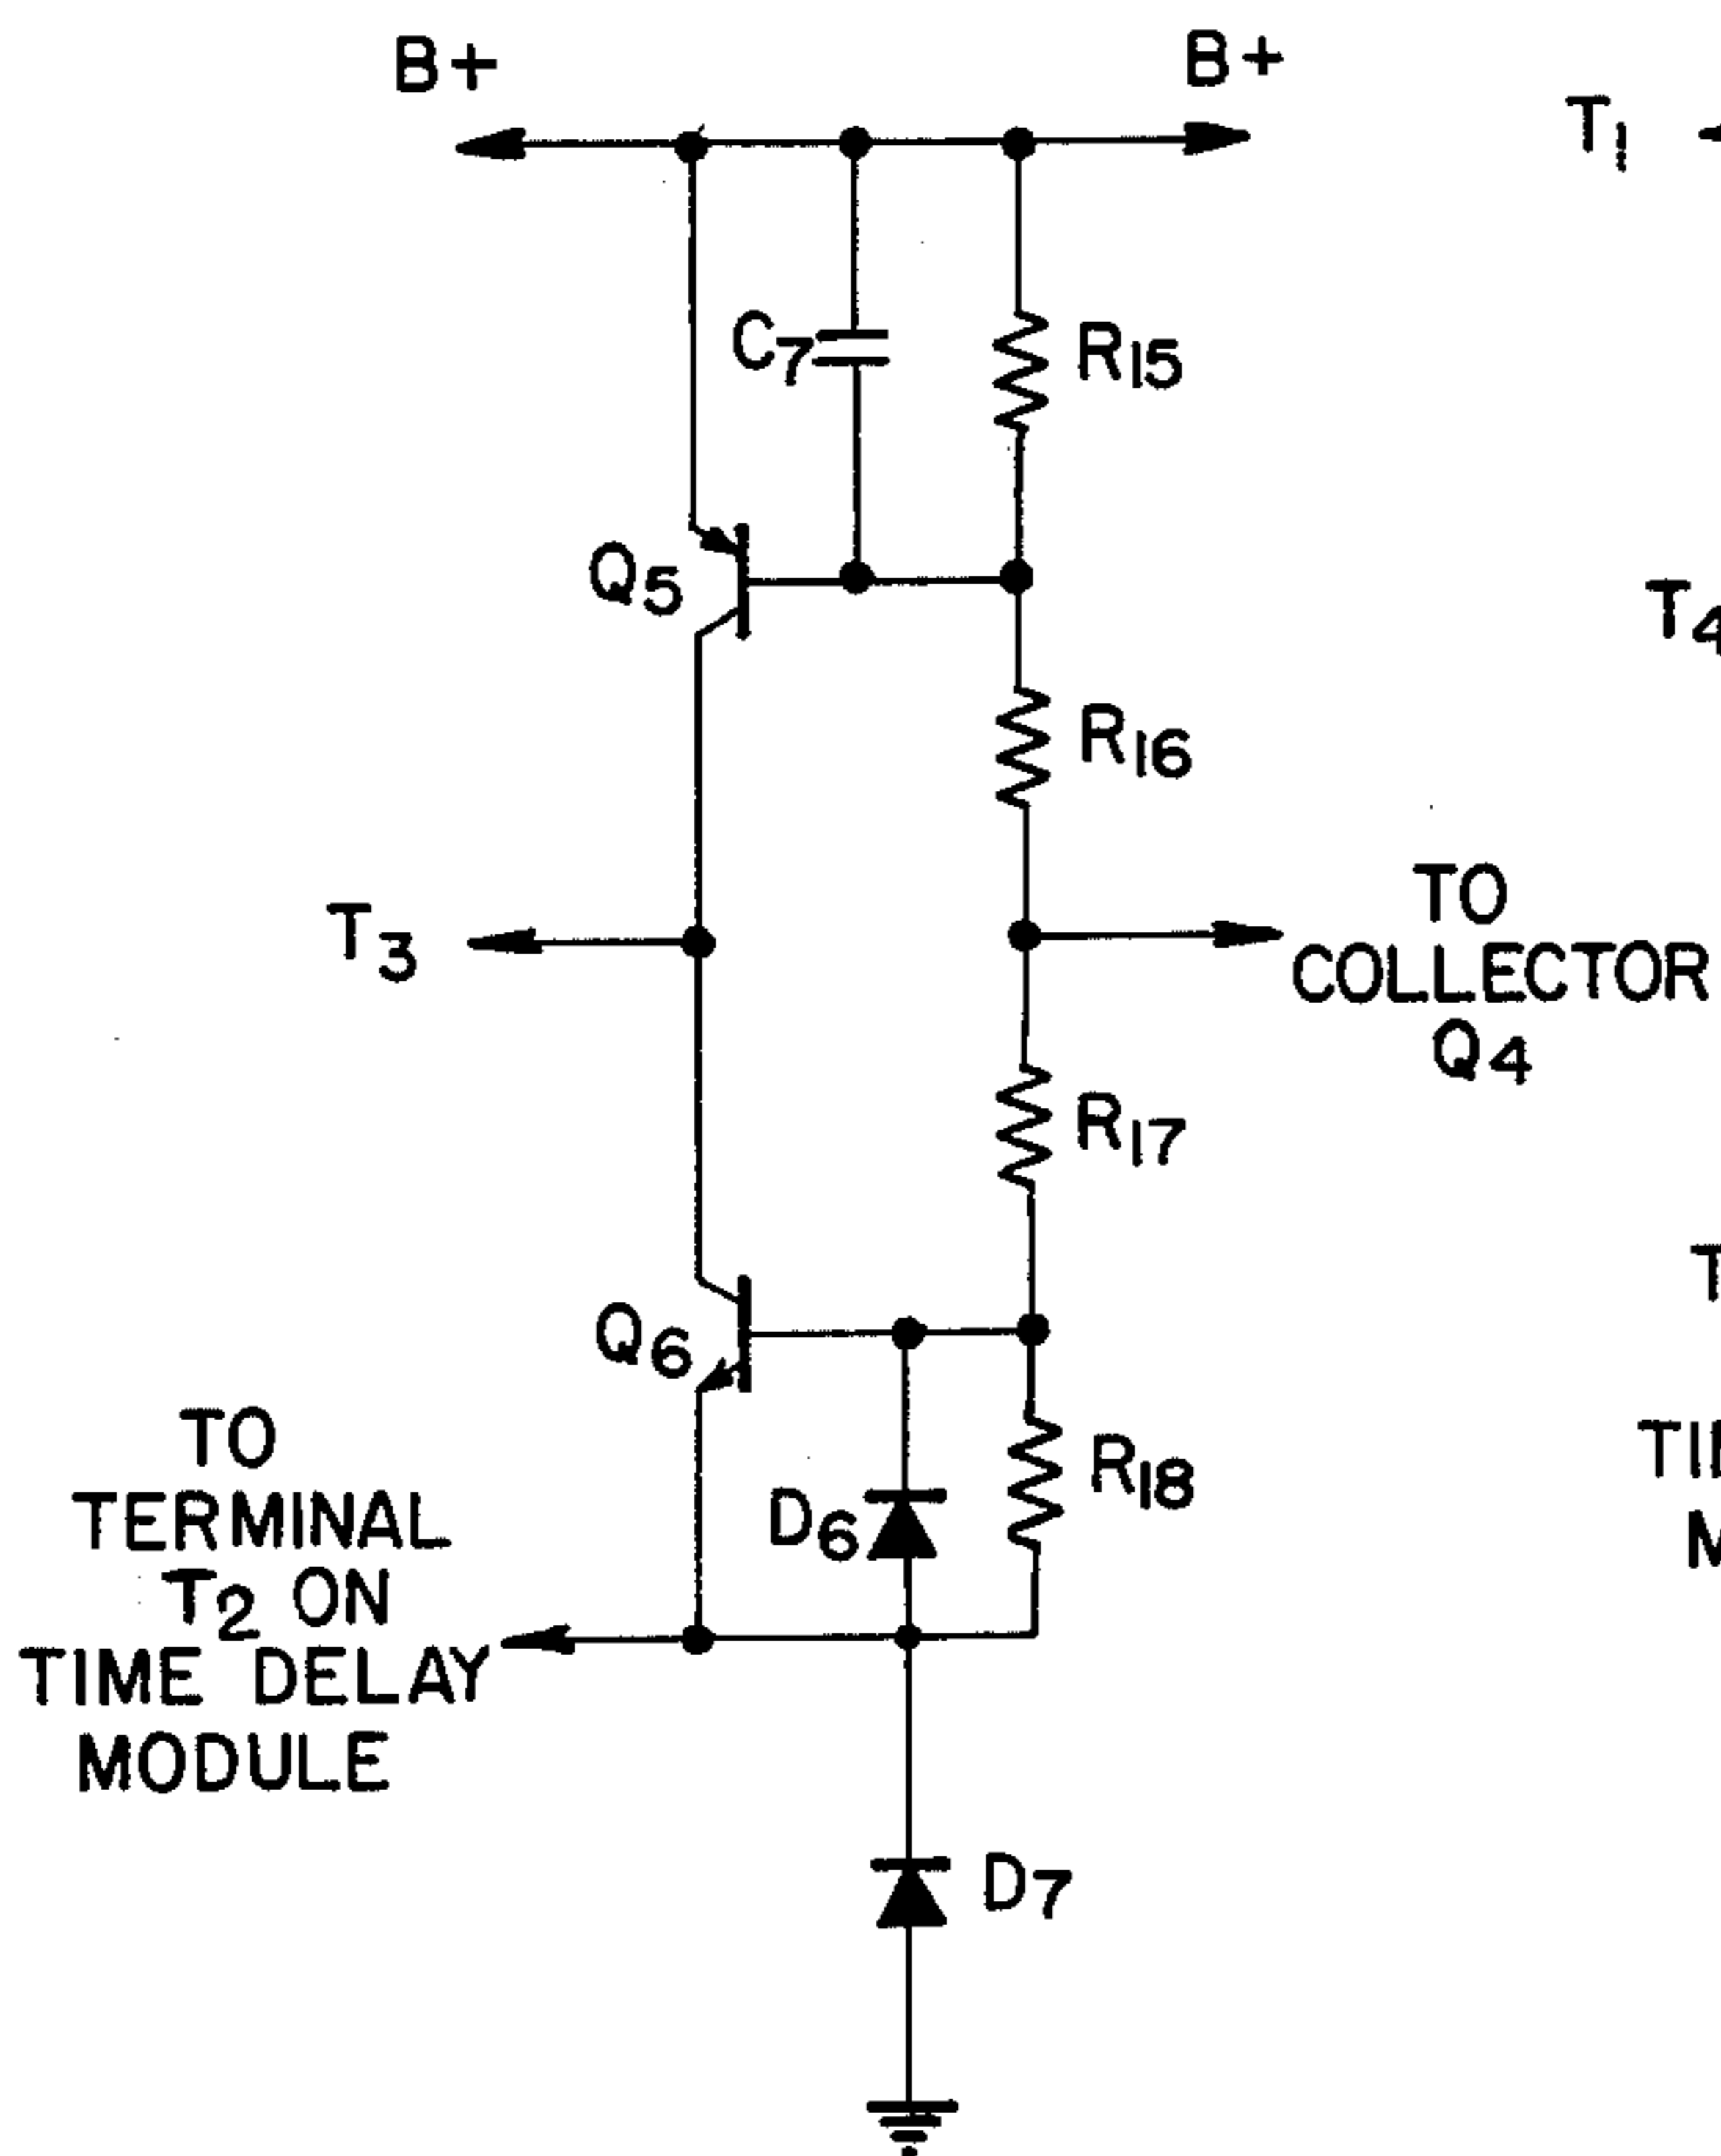 B+
B+
T1
C7
R15
Q5
T4
R16
T3
TO
COLLECTOR
Q4
R17
Q6
TO
TERMINAL
T2 ON
TIME DELAY
MODULE
D6
R18
D7